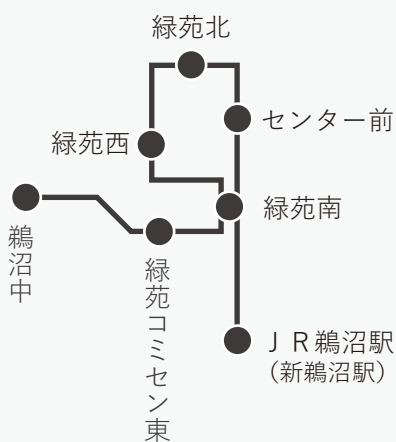 緑苑北
センター前
緑苑西
緑苑南
鵜沼中
緑苑コミセン東
ＪＲ鵜沼駅
（新鵜沼駅）